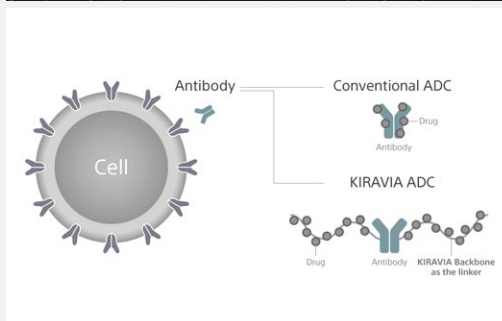 Antibody
Conventional ADC
Drug
Antibody
Cell
KIRAVIA ADC
Drug
Antibody
KIRAVIA Backbone
as the linker